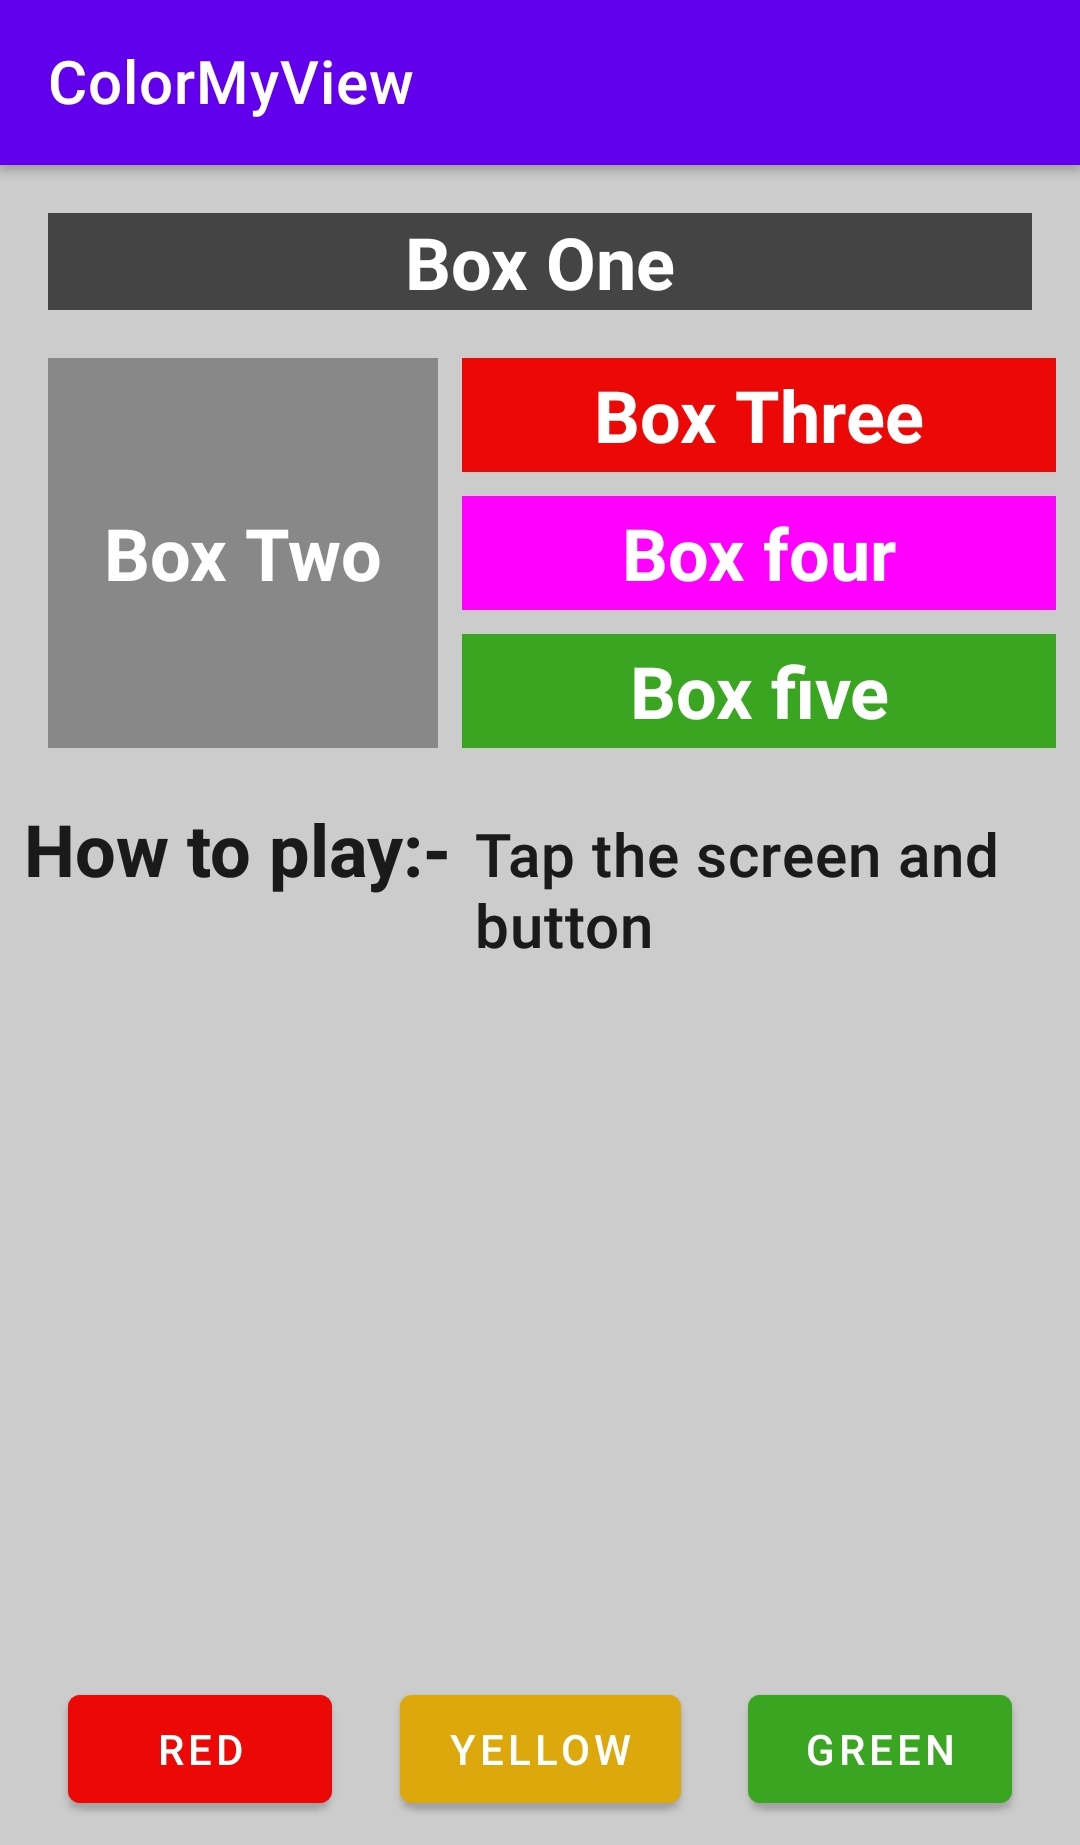 ColorMyView
Box One
Box Two
Box Three
Box four
Box five
How to play:- Tap the screen and
button
RED
YELLOW
GREEN